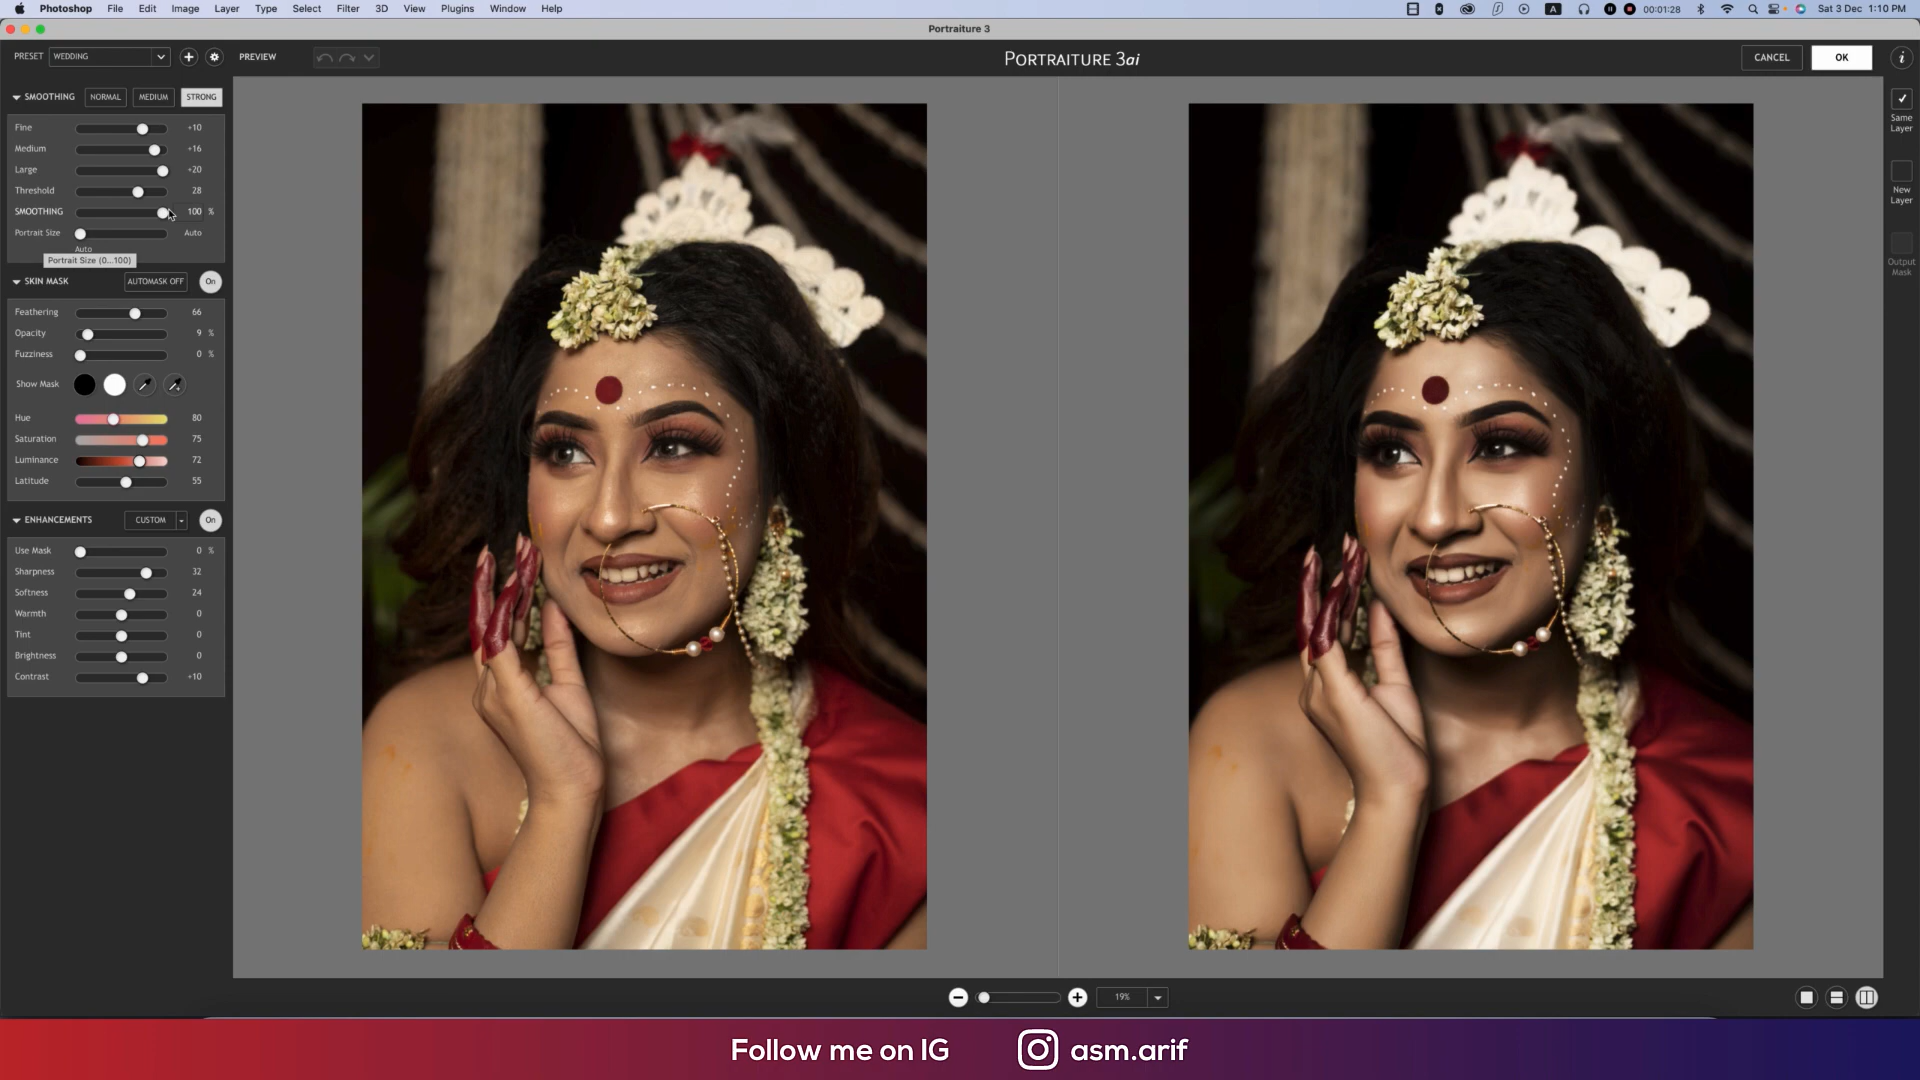 Photoshop File Edit Image Layer Type Select Filter 3D View Plugins Window Help A 00:01:28 Sat 3 Dec 1:10 PM
Portraiture 3
PRESET WEDDING PREVIEW PORTRAITURE 3ai CANCEL OK i
SMOOTHING NORMAL MEDIUM STRONG
Fine +10
Medium +16
Large +20
Threshold 28
SMOOTHING 100 %
Portrait Size Auto
Auto
Portrait Size (0...100)
SKIN MASK AUTOMASK OFF On
Feathering 66
Opacity 9 %
Fuzziness 0 %
Show Mask
Hue 80
Saturation 75
Luminance 72
Latitude 55
ENHANCEMENTS CUSTOM On
Use Mask 0 %
Sharpness 32
Softness 24
Warmth 0
Tint 0
Brightness 0
Contrast +10
Same
Layer
New
Layer
Output
Mask
19%
Follow me on IG asm.arif